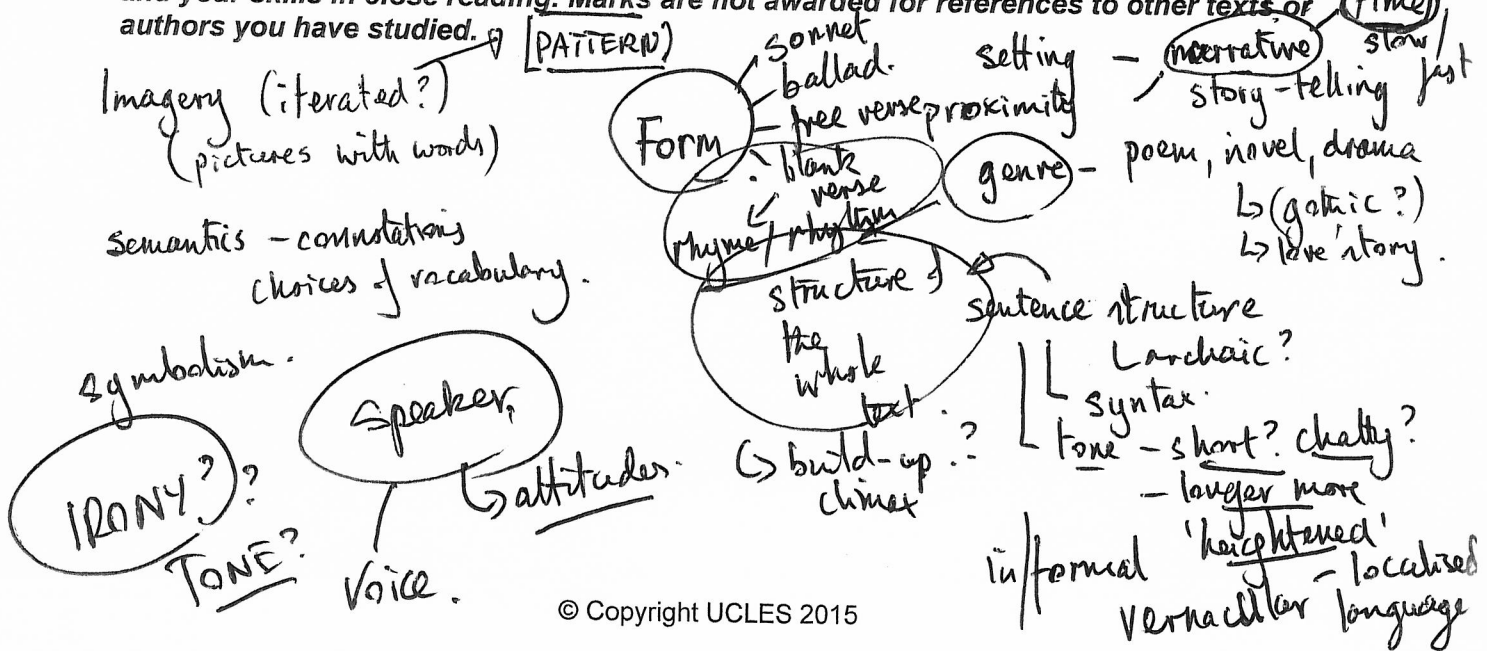 and your skills in close reading. Marks are not awarded for references to other texts or
authors you have studied.
[PATTERN)
Imagery (iterated?)
(pictures with words)
semantics - connotations
choices of vocabulary.
symbolism.
IRONY? ?
TONE?
Speaker,
↳ attitudes.
Voice.
Form
sonnet
ballad.
free verse
blank
verse
rhyme / rhythm
structure of
the
whole
text.
↳ build-up..?
climax
setting - narrative
(time)
slow / fast
proximity
story-telling
genre - poem, novel, drama
↳ (gothic?)
↳ love story.
sentence structure
archaic?
syntax.
tone - short? chatty?
- longer more
'heightened'
in/formal
vernacular - localised
language
© Copyright UCLES 2015